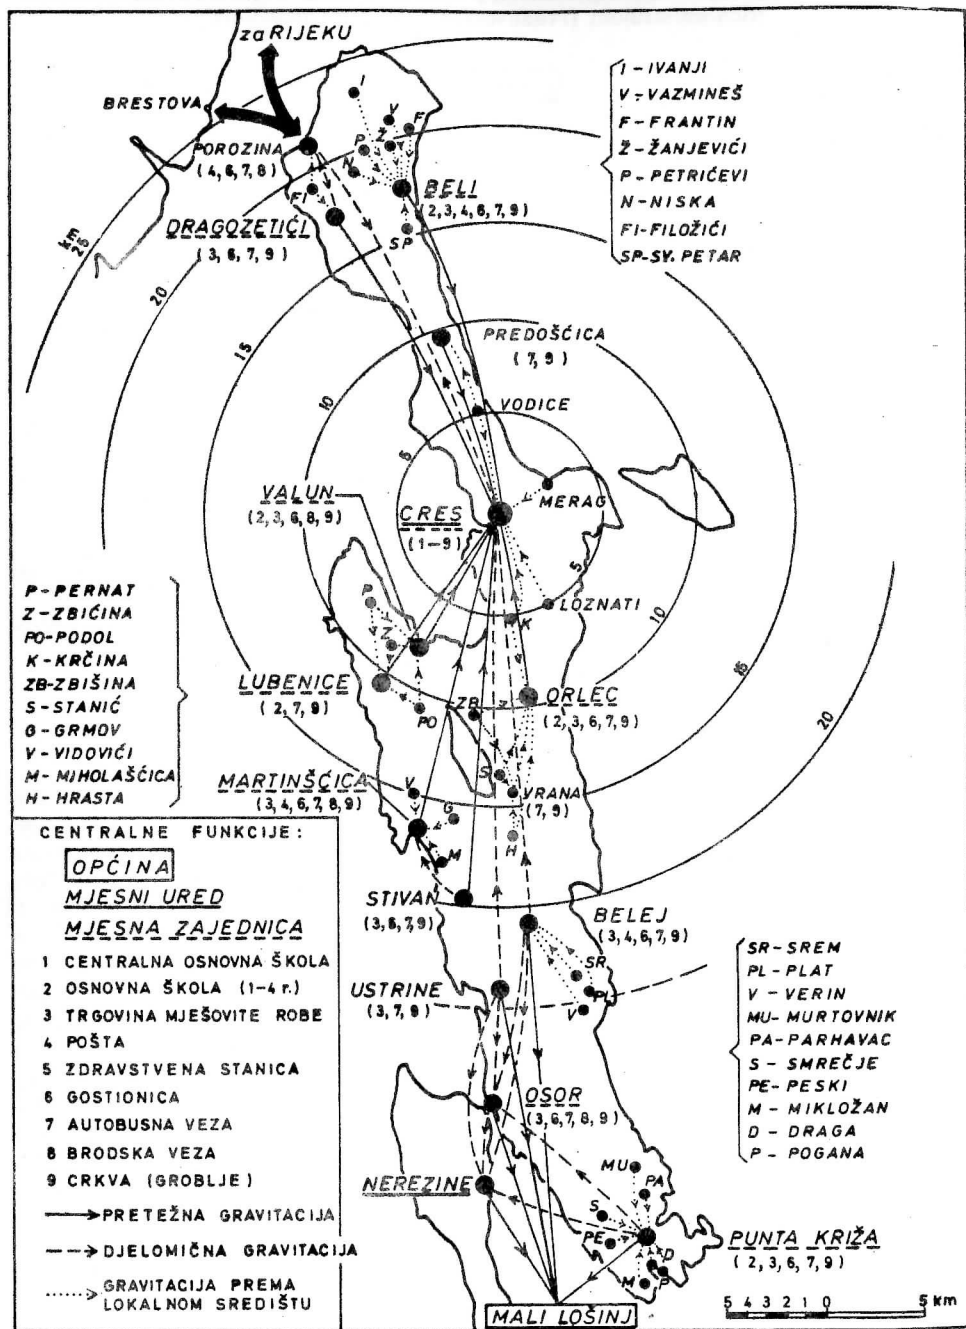 za RIJEKU
BRESTOVA
POROZINA
(4, 6, 7, 8)
I
V
F
P
Ž
N
FI
BELI
(2, 3, 4, 6, 7, 9)
SP
DRAGOZETIĆI
(3, 6, 7, 9)
I - IVANJI
V - VAZMINEŠ
F - FRANTIN
Ž - ŽANJEVIĆI
P - PETRIĆEVI
N - NISKA
FI - FILOŽIĆI
SP - SV. PETAR
km
25
20
15
10
5
PREDOŠĆICA
(7, 9)
VODICE
MERAG
VALUN
(2, 3, 6, 8, 9)
CRES
(1-9)
5
10
15
20
LOZNATI
K
P
Z
LUBENICE
(2, 7, 9)
PO
ZB
ORLEC
(2, 3, 6, 7, 9)
P - PERNAT
Z - ZBIĆINA
PO - PODOL
K - KRČINA
ZB - ZBIŠINA
S - STANIĆ
G - GRMOV
V - VIDOVIĆI
M - MIHOLAŠĆICA
H - HRASTA
MARTINŠĆICA
(3, 4, 6, 7, 8, 9)
V
G
M
S
VRANA
(7, 9)
H
STIVAN
(3, 6, 7, 9)
BELEJ
(3, 4, 6, 7, 9)
SR
PL
V
USTRINE
(3, 7, 9)
OSOR
(3, 6, 7, 8, 9)
NEREZINE
MU
PA
S
PE
D
P
M
PUNTA KRIŽA
(2, 3, 6, 7, 9)
MALI LOŠINJ
SR - SREM
PL - PLAT
V - VERIN
MU - MURTOVNIK
PA - PARHAVAC
S - SMREČJE
PE - PESKI
M - MIKLOŽAN
D - DRAGA
P - POGANA
CENTRALNE FUNKCIJE:
OPĆINA
MJESNI URED
MJESNA ZAJEDNICA
1 CENTRALNA OSNOVNA ŠKOLA
2 OSNOVNA ŠKOLA (1-4 r.)
3 TRGOVINA MJEŠOVITE ROBE
4 POŠTA
5 ZDRAVSTVENA STANICA
6 GOSTIONICA
7 AUTOBUSNA VEZA
8 BRODSKA VEZA
9 CRKVA (GROBLJE)
PRETEŽNA GRAVITACIJA
DJELOMIČNA GRAVITACIJA
GRAVITACIJA PREMA
LOKALNOM SREDIŠTU
5 4 3 2 1 0 5 km